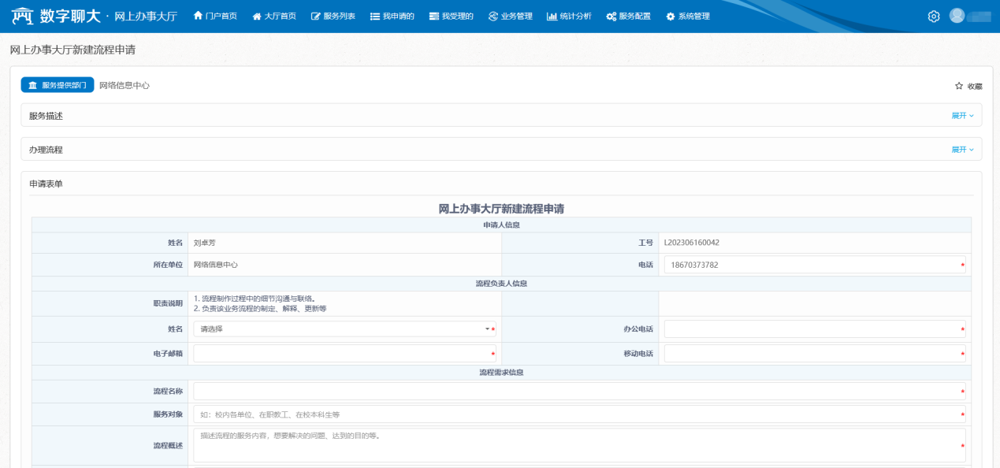 数字聊大 · 网上办事大厅 门户首页 大厅首页 服务列表 我申请的 我受理的 业务管理 统计分析 服务配置 系统管理
网上办事大厅新建流程申请
服务提供部门 网络信息中心 收藏
服务描述 展开
办理流程 展开
申请表单
网上办事大厅新建流程申请
申请人信息
姓名 刘卓芳 工号 L202306160042
所在单位 网络信息中心 电话 18670373782 *
流程负责人信息
职责说明 1. 流程制作过程中的细节沟通与联络。
2. 负责该业务流程的制定、解释、更新等
姓名 请选择 * 办公电话 *
电子邮箱 * 移动电话 *
流程需求信息
流程名称 *
服务对象 如：校内各单位、在职教工、在校本科生等 *
流程概述 描述流程的服务内容，想要解决的问题、达到的目的等。 *